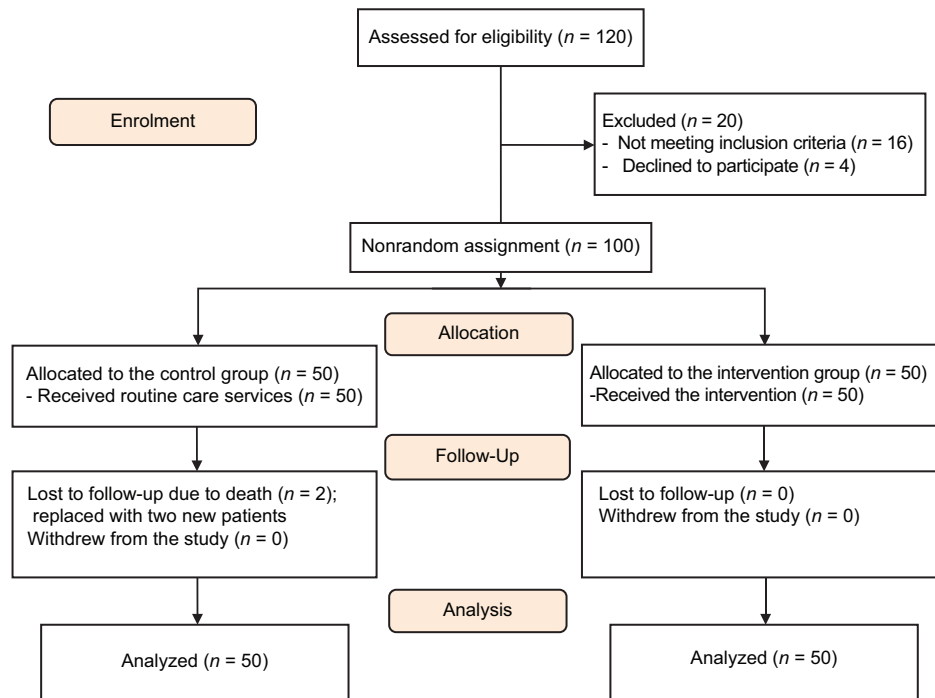 Assessed for eligibility (n = 120)
Enrolment
Excluded (n = 20)
- Not meeting inclusion criteria (n = 16)
- Declined to participate (n = 4)
Nonrandom assignment (n = 100)
Allocation
Allocated to the control group (n = 50)
- Received routine care services (n = 50)
Allocated to the intervention group (n = 50)
-Received the intervention (n = 50)
Follow-Up
Lost to follow-up due to death (n = 2);
replaced with two new patients
Withdrew from the study (n = 0)
Lost to follow-up (n = 0)
Withdrew from the study (n = 0)
Analysis
Analyzed (n = 50)
Analyzed (n = 50)